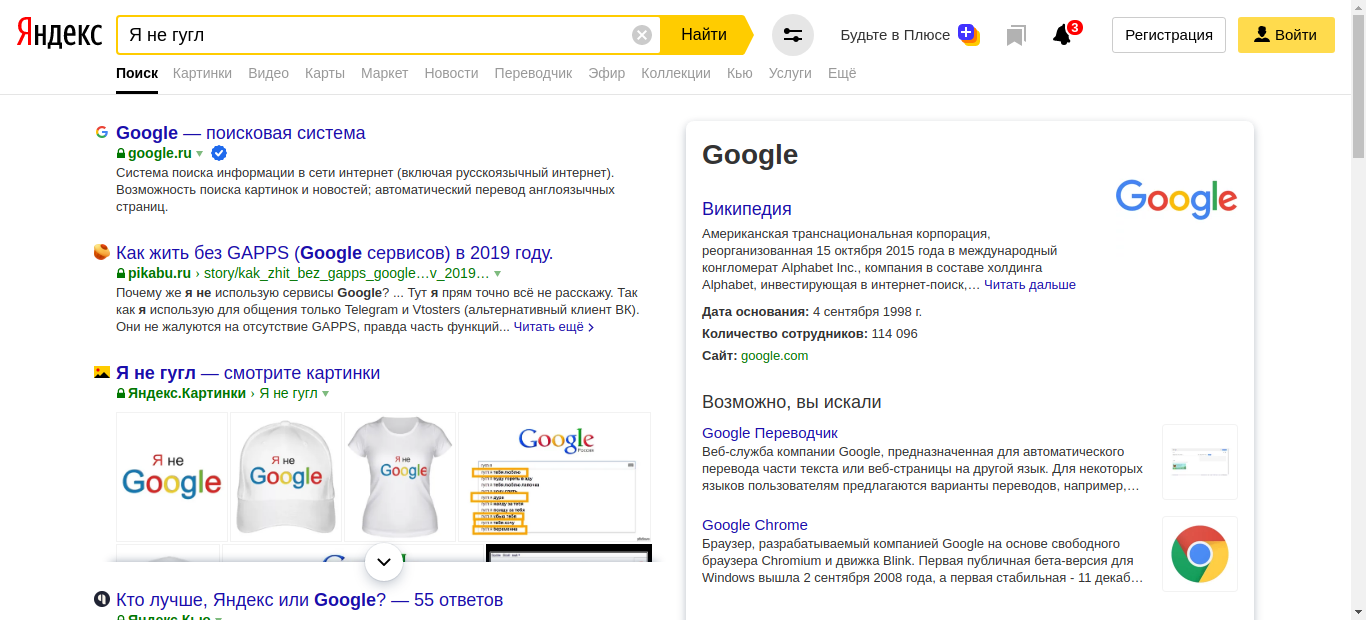 Яндекс
Я не гугл
Найти
Будьте в Плюсе
3
Регистрация
Войти
Поиск Картинки Видео Карты Маркет Новости Переводчик Эфир Коллекции Кью Услуги Ещё
Google — поисковая система
google.ru
Система поиска информации в сети интернет (включая русскоязычный интернет).
Возможность поиска картинок и новостей; автоматический перевод англоязычных
страниц.
Как жить без GAPPS (Google сервисов) в 2019 году.
pikabu.ru › story/kak_zhit_bez_gapps_google…v_2019…
Почему же я не использую сервисы Google? ... Тут я прям точно всё не расскажу. Так
как я использую для общения только Telegram и Vtosters (альтернативный клиент ВК).
Они не жалуются на отсутствие GAPPS, правда часть функций... Читать ещё ›
Я не гугл — смотрите картинки
Яндекс.Картинки › Я не гугл
Я не
Google
Я не
Google
Я не
Google
Google
Россия
Кто лучше, Яндекс или Google? — 55 ответов
Яндекс.Кью
Google
Google
Википедия
Американская транснациональная корпорация,
реорганизованная 15 октября 2015 года в международный
конгломерат Alphabet Inc., компания в составе холдинга
Alphabet, инвестирующая в интернет-поиск,… Читать дальше
Дата основания: 4 сентября 1998 г.
Количество сотрудников: 114 096
Сайт: google.com
Возможно, вы искали
Google Переводчик
Веб-служба компании Google, предназначенная для автоматического
перевода части текста или веб-страницы на другой язык. Для некоторых
языков пользователям предлагаются варианты переводов, например,…
Google Chrome
Браузер, разрабатываемый компанией Google на основе свободного
браузера Chromium и движка Blink. Первая публичная бета-версия для
Windows вышла 2 сентября 2008 года, а первая стабильная - 11 декаб…